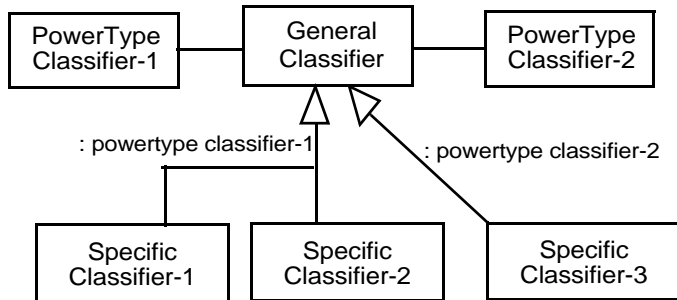 PowerType
Classifier-1
General
Classifier
PowerType
Classifier-2
: powertype classifier-1
: powertype classifier-2
Specific
Classifier-1
Specific
Classifier-2
Specific
Classifier-3